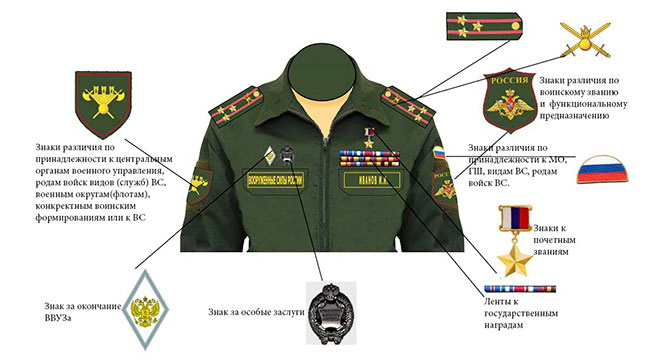 РОССИЯ
Знаки различия по
воинскому званию
и функциональному
предназначению
Знаки различия по
принадлежности к центральным
органам военного управления,
родам войск видов (служб) ВС,
военным округам(флотам),
конкретным воинским
формированиям или к ВС
Знаки различия по
принадлежности к МО,
ГШ, видам ВС, родам
войск ВС.
ВООРУЖЕННЫЕ СИЛЫ РОССИИ
ИВАНОВ И.И.
РОССИЯ
Знаки к
почетным
званиям
Знак за окончание
ВВУЗа
Знак за особые заслуги
Ленты к
государственным
наградам